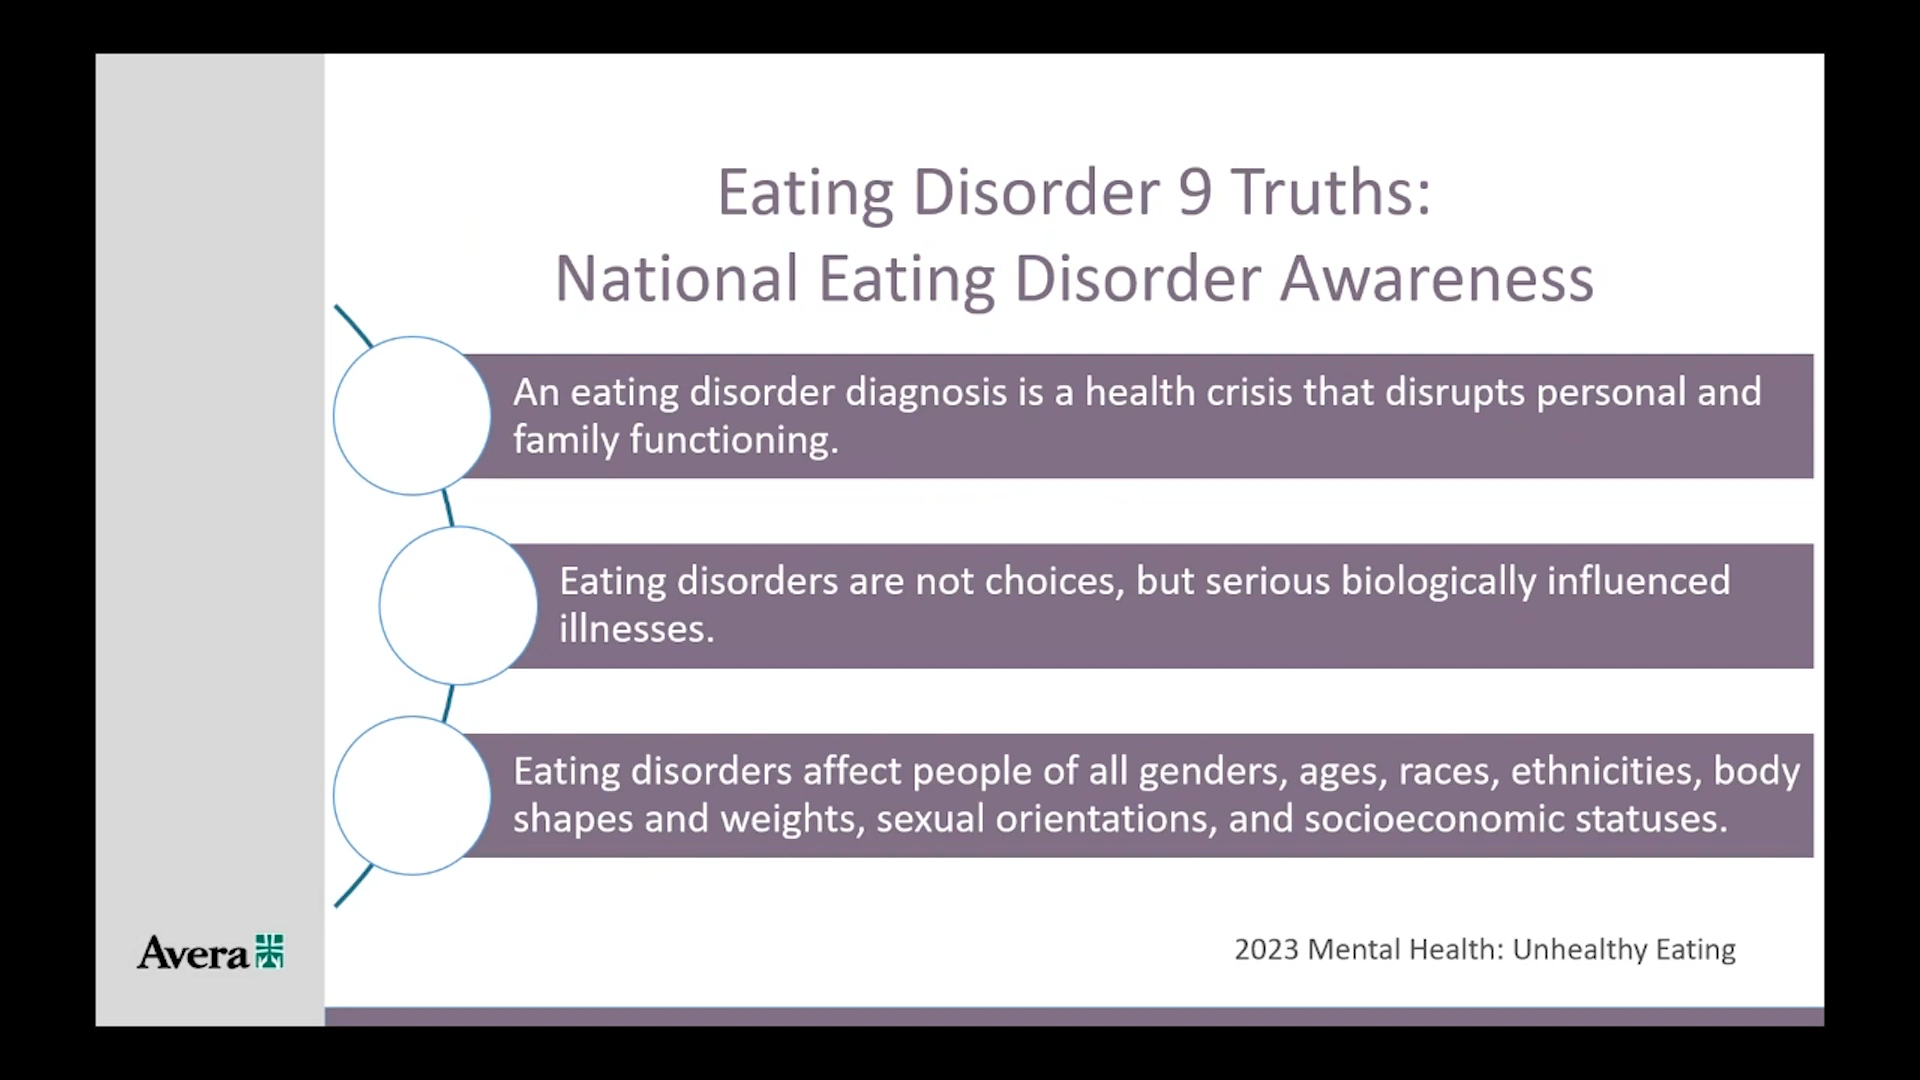 Eating Disorder 9 Truths:
National Eating Disorder Awareness
An eating disorder diagnosis is a health crisis that disrupts personal and
family functioning.
Eating disorders are not choices, but serious biologically influenced
illnesses.
Eating disorders affect people of all genders, ages, races, ethnicities, body
shapes and weights, sexual orientations, and socioeconomic statuses.
Avera
2023 Mental Health: Unhealthy Eating